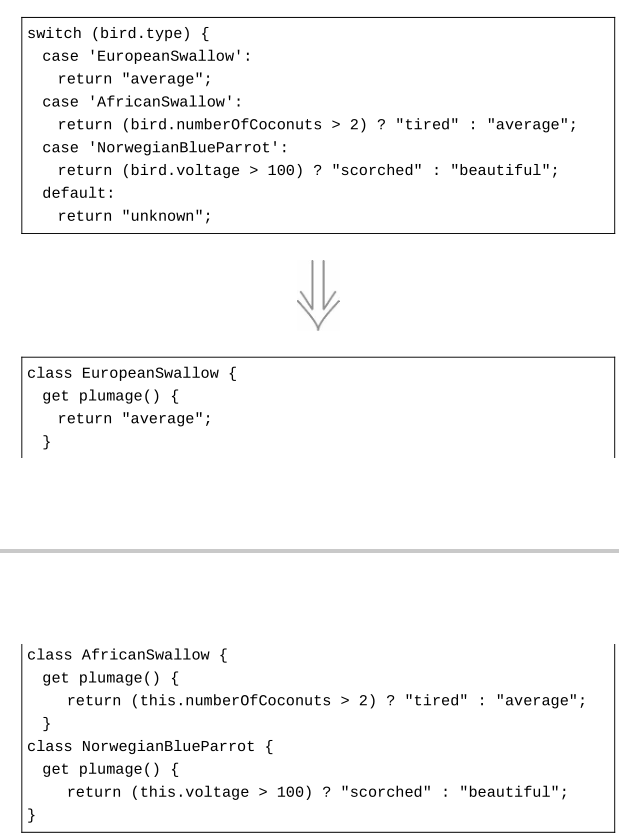 switch (bird.type) {
  case 'EuropeanSwallow':
    return "average";
  case 'AfricanSwallow':
    return (bird.numberOfCoconuts > 2) ? "tired" : "average";
  case 'NorwegianBlueParrot':
    return (bird.voltage > 100) ? "scorched" : "beautiful";
  default:
    return "unknown";
class EuropeanSwallow {
  get plumage() {
    return "average";
  }
class AfricanSwallow {
  get plumage() {
     return (this.numberOfCoconuts > 2) ? "tired" : "average";
  }
class NorwegianBlueParrot {
  get plumage() {
     return (this.voltage > 100) ? "scorched" : "beautiful";
}